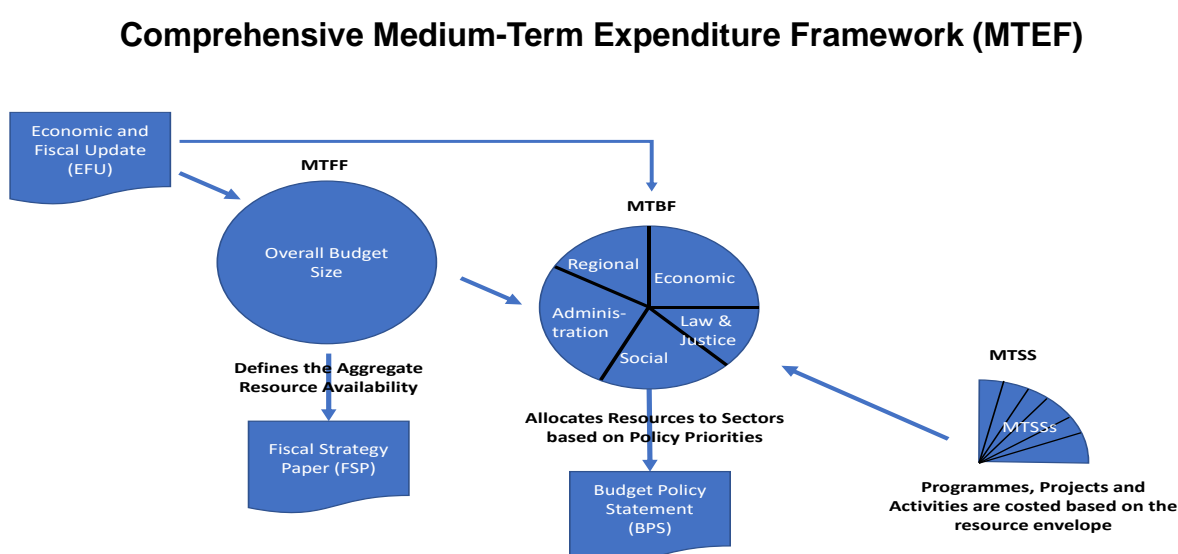 Comprehensive Medium-Term Expenditure Framework (MTEF)
Economic and
Fiscal Update
(EFU)
MTFF
Overall Budget
Size
Defines the Aggregate
Resource Availability
Fiscal Strategy
Paper (FSP)
MTBF
Regional
Economic
Adminis-
tration
Law &
Justice
Social
Allocates Resources to Sectors
based on Policy Priorities
Budget Policy
Statement
(BPS)
MTSS
MTSSs
Programmes, Projects and
Activities are costed based on the
resource envelope